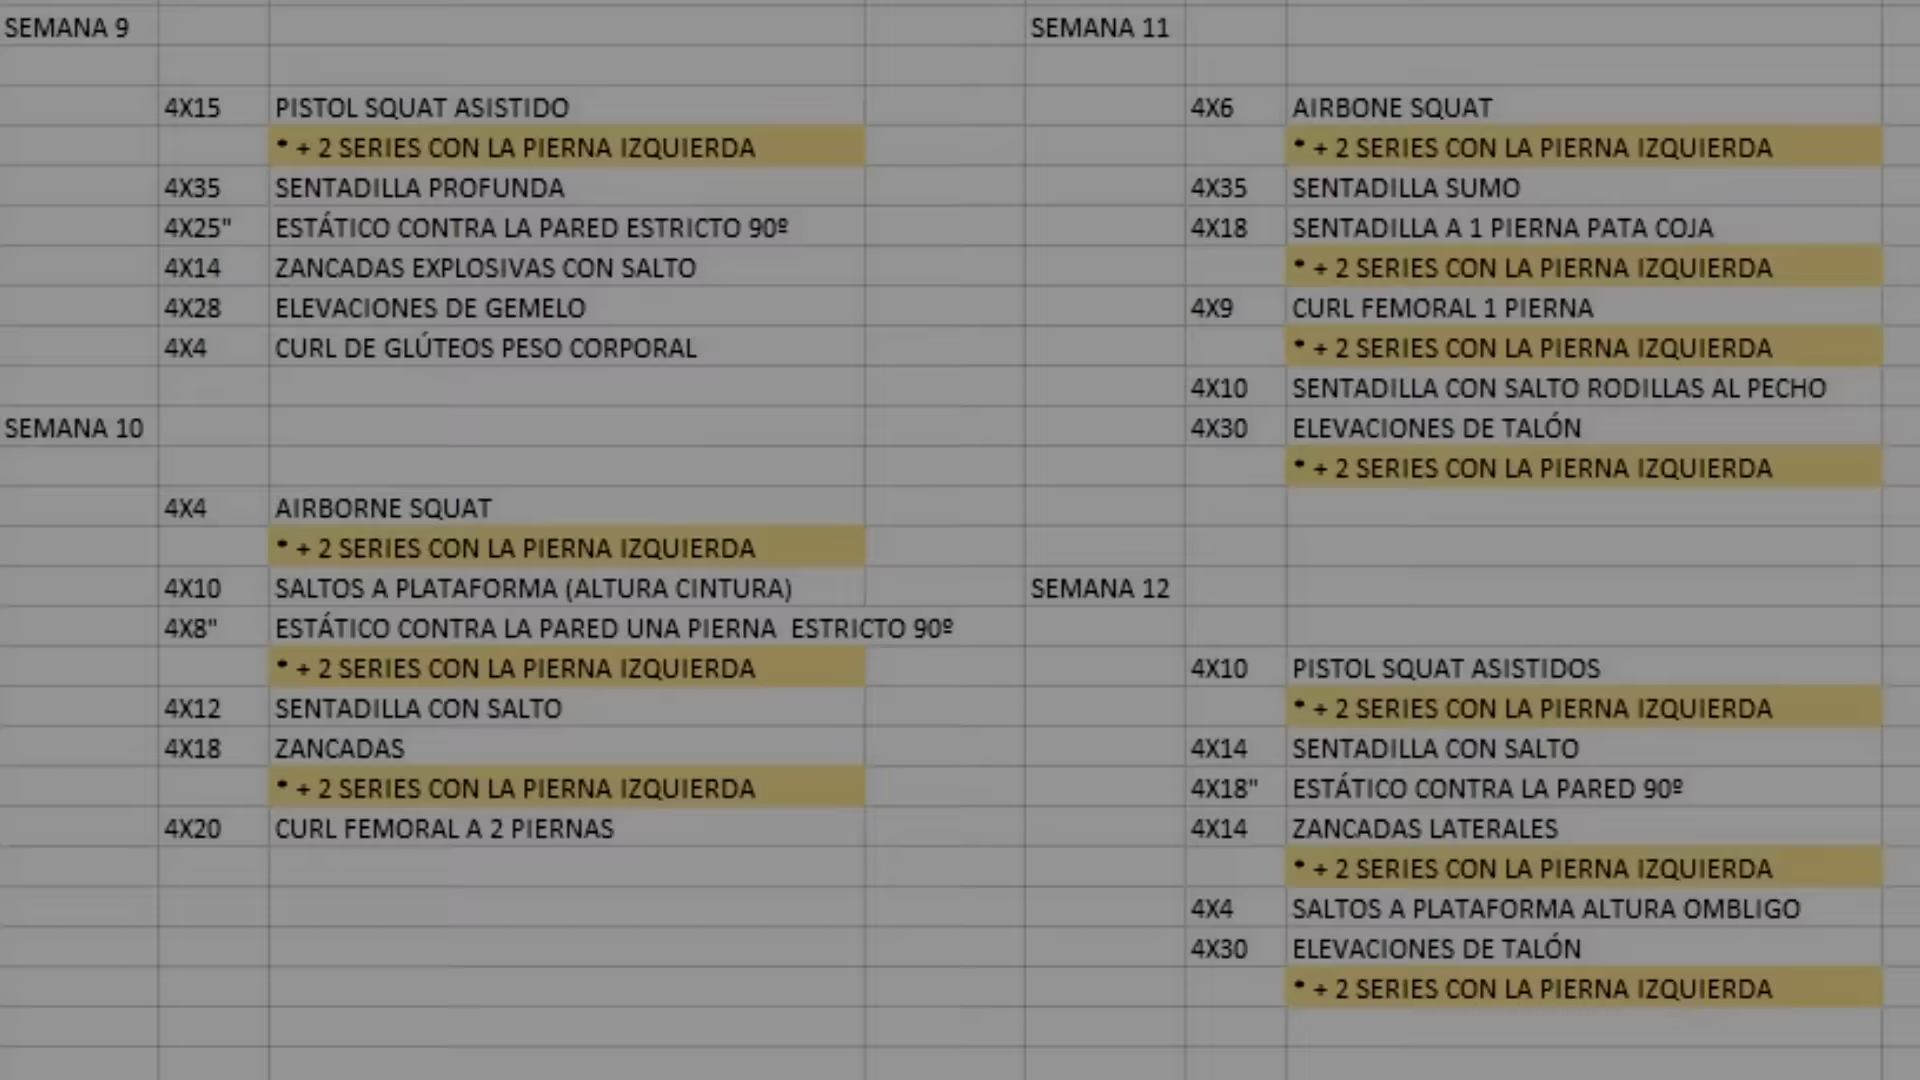 SEMANA 9
4X15 PISTOL SQUAT ASISTIDO
* + 2 SERIES CON LA PIERNA IZQUIERDA
4X35 SENTADILLA PROFUNDA
4X25" ESTÁTICO CONTRA LA PARED ESTRICTO 90º
4X14 ZANCADAS EXPLOSIVAS CON SALTO
4X28 ELEVACIONES DE GEMELO
4X4 CURL DE GLÚTEOS PESO CORPORAL
SEMANA 10
4X4 AIRBORNE SQUAT
* + 2 SERIES CON LA PIERNA IZQUIERDA
4X10 SALTOS A PLATAFORMA (ALTURA CINTURA)
4X8" ESTÁTICO CONTRA LA PARED UNA PIERNA ESTRICTO 90º
* + 2 SERIES CON LA PIERNA IZQUIERDA
4X12 SENTADILLA CON SALTO
4X18 ZANCADAS
* + 2 SERIES CON LA PIERNA IZQUIERDA
4X20 CURL FEMORAL A 2 PIERNAS
SEMANA 11
4X6 AIRBONE SQUAT
* + 2 SERIES CON LA PIERNA IZQUIERDA
4X35 SENTADILLA SUMO
4X18 SENTADILLA A 1 PIERNA PATA COJA
* + 2 SERIES CON LA PIERNA IZQUIERDA
4X9 CURL FEMORAL 1 PIERNA
* + 2 SERIES CON LA PIERNA IZQUIERDA
4X10 SENTADILLA CON SALTO RODILLAS AL PECHO
4X30 ELEVACIONES DE TALÓN
* + 2 SERIES CON LA PIERNA IZQUIERDA
SEMANA 12
4X10 PISTOL SQUAT ASISTIDOS
* + 2 SERIES CON LA PIERNA IZQUIERDA
4X14 SENTADILLA CON SALTO
4X18" ESTÁTICO CONTRA LA PARED 90º
4X14 ZANCADAS LATERALES
* + 2 SERIES CON LA PIERNA IZQUIERDA
4X4 SALTOS A PLATAFORMA ALTURA OMBLIGO
4X30 ELEVACIONES DE TALÓN
* + 2 SERIES CON LA PIERNA IZQUIERDA